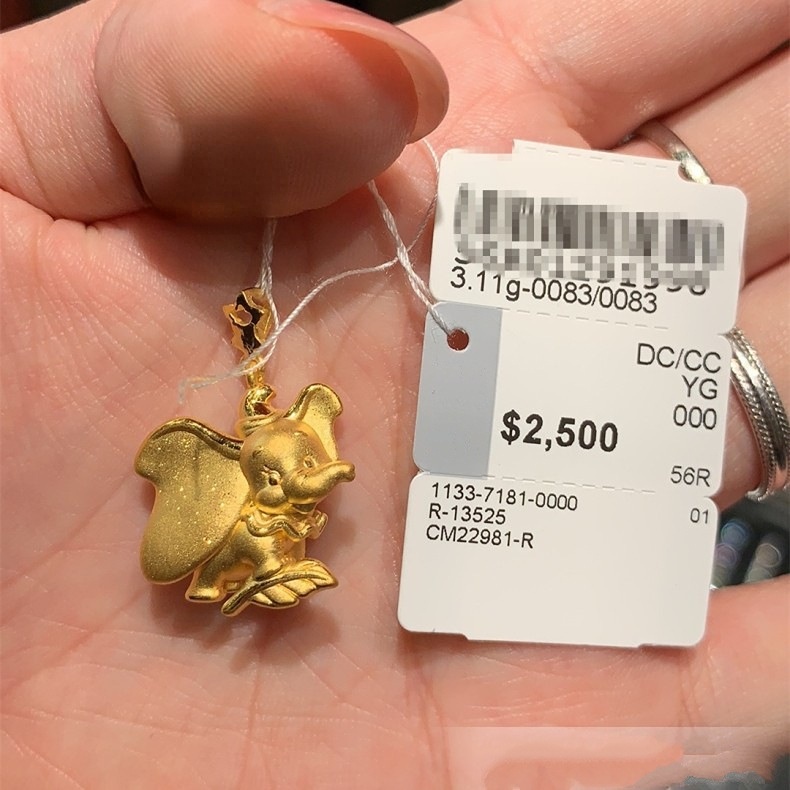 3.11g-0083/0083
DC/CC
YG
000
$2,500
56R
1133-7181-0000
01
R-13525
CM22981-R